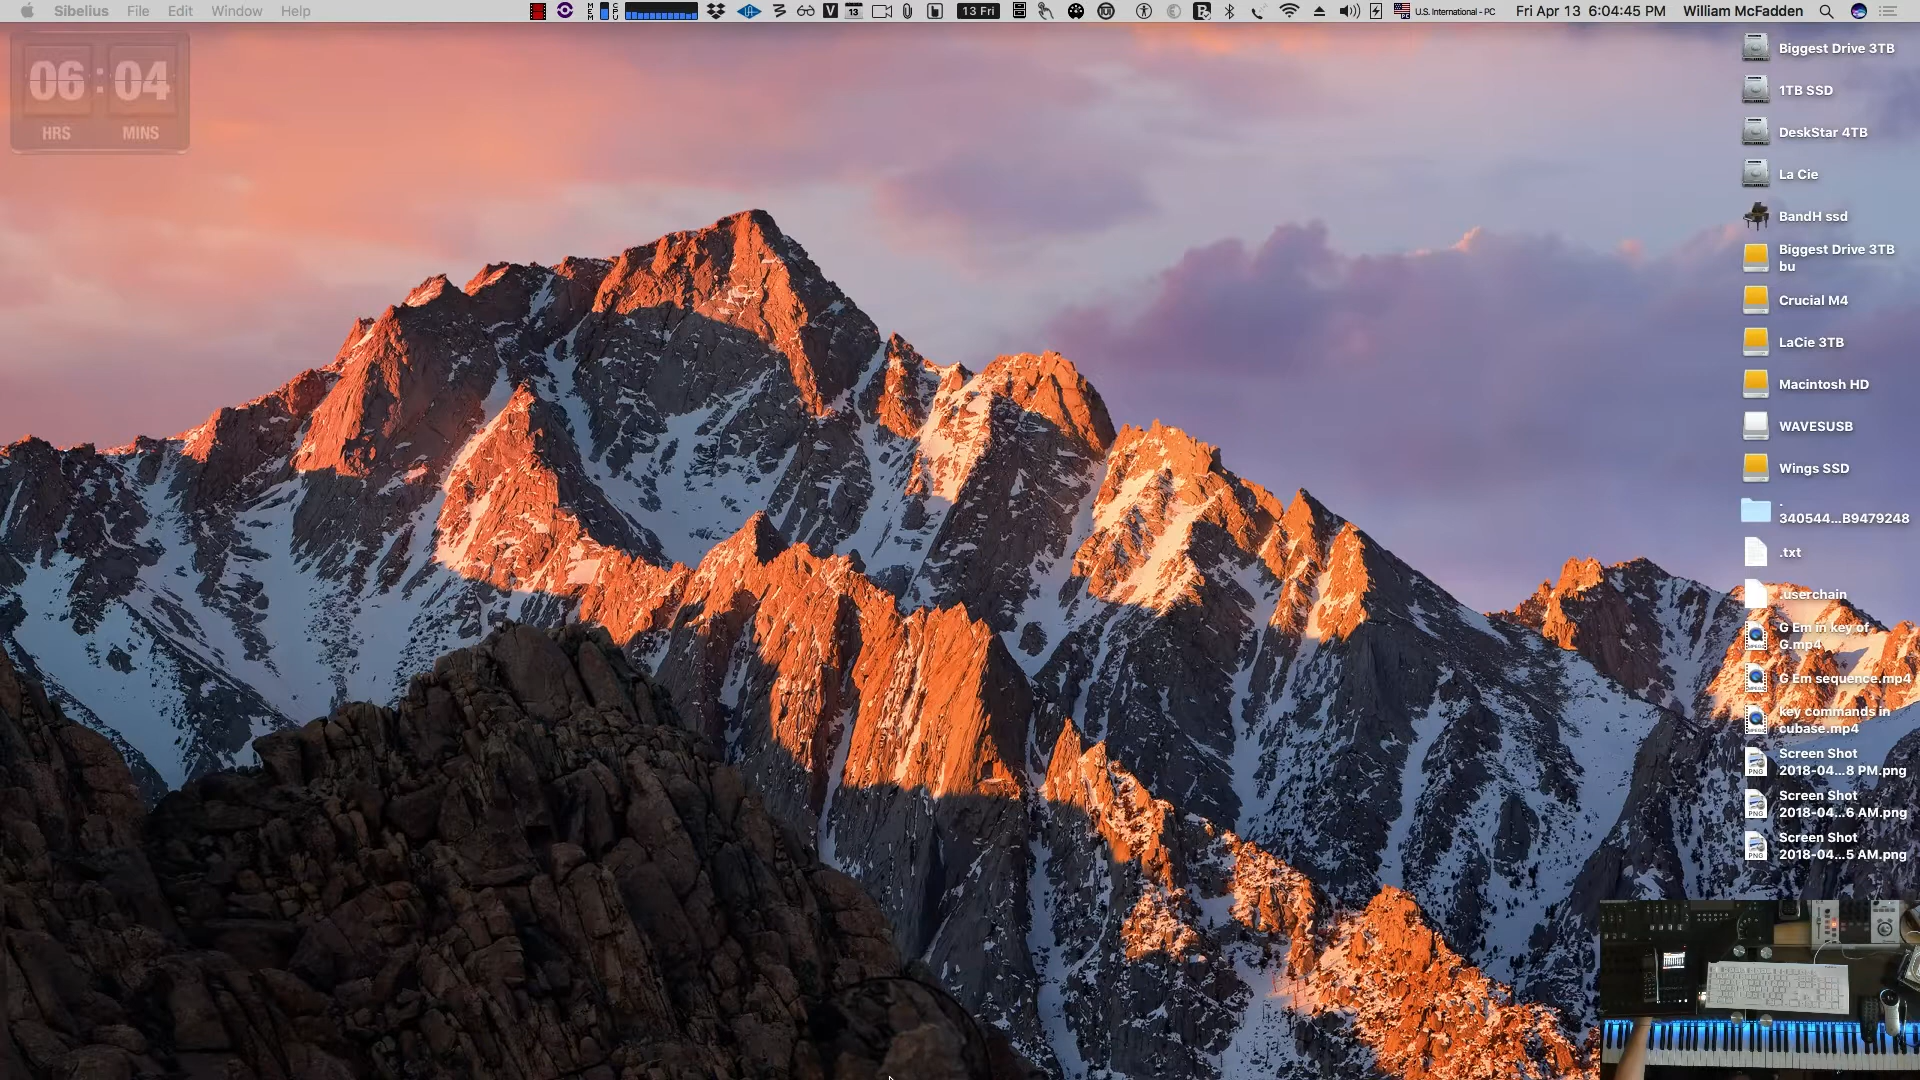 Sibelius File Edit Window Help MEM CPU V 13 13 Fri U.S. International - PC Fri Apr 13 6:04:45 PM William McFadden
06:04
HRS MINS
Biggest Drive 3TB
1TB SSD
DeskStar 4TB
La Cie
BandH ssd
Biggest Drive 3TB
bu
Crucial M4
LaCie 3TB
Macintosh HD
WAVESUSB
Wings SSD
.
340544...B9479248
.txt
.userchain
G Em in key of
G.mp4
G Em sequence.mp4
key commands in
cubase.mp4
Screen Shot
2018-04...8 PM.png
Screen Shot
2018-04...6 AM.png
Screen Shot
2018-04...5 AM.png